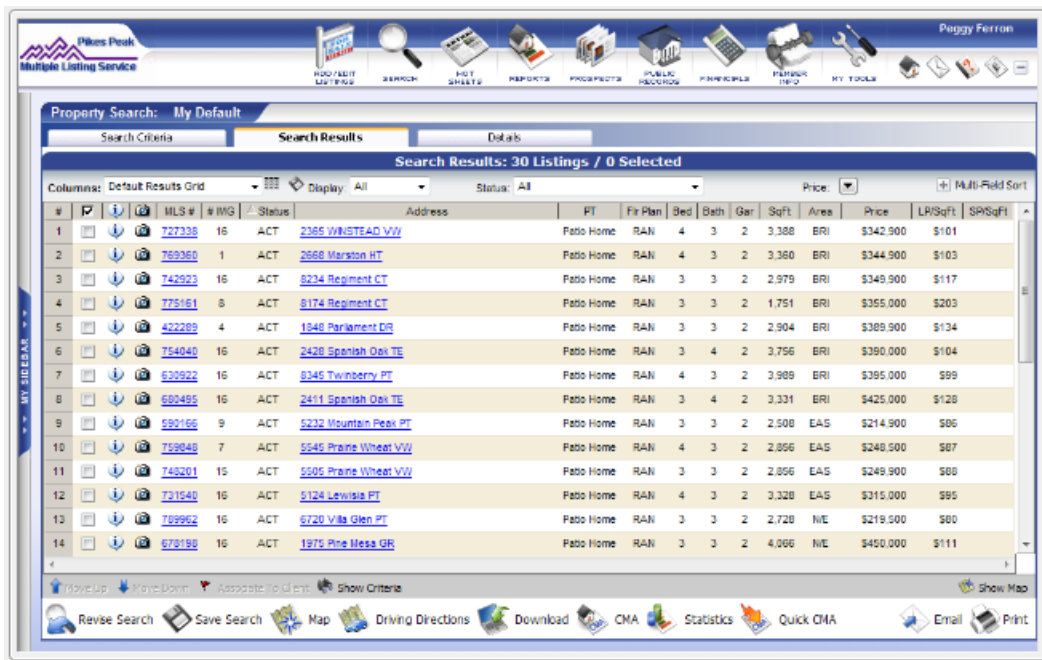 Pikes Peak
Multiple Listing Service
Peggy Ferron
ADD/EDIT LISTINGS SEARCH HOT SHEETS REPORTS PROSPECTS PUBLIC RECORDS FINANCIALS MEMBER INFO MY TOOLS
Property Search: My Default
Search Criteria Search Results Details
Search Results: 30 Listings / 0 Selected
Columns: Default Results Grid Display: All Status: All Price: Multi-Field Sort
# MLS # # IMG Status Address PT Flr Plan Bed Bath Gar Sqft Area Price LP/SqFt SP/SqFt
1 727338 16 ACT 2365 WINSTEAD VW Patio Home RAN 4 3 2 3,388 BRI $342,900 $101
2 769360 1 ACT 2668 Marston HT Patio Home RAN 4 3 2 3,360 BRI $344,900 $103
3 742923 16 ACT 8234 Regiment CT Patio Home RAN 3 3 2 2,979 BRI $349,900 $117
4 775161 8 ACT 8174 Regiment CT Patio Home RAN 3 3 2 1,751 BRI $355,000 $203
5 422289 4 ACT 1848 Parliament DR Patio Home RAN 3 3 2 2,904 BRI $389,900 $134
6 754040 16 ACT 2428 Spanish Oak TE Patio Home RAN 3 4 2 3,756 BRI $390,000 $104
7 630922 16 ACT 8345 Twinberry PT Patio Home RAN 4 3 2 3,989 BRI $395,000 $99
8 680495 16 ACT 2411 Spanish Oak TE Patio Home RAN 3 4 2 3,331 BRI $425,000 $128
9 590166 9 ACT 5232 Mountain Peak PT Patio Home RAN 3 3 2 2,508 EAS $214,900 $86
10 759848 7 ACT 5545 Prairie Wheat VW Patio Home RAN 4 3 2 2,856 EAS $248,500 $87
11 748201 15 ACT 5505 Prairie Wheat VW Patio Home RAN 3 3 2 2,856 EAS $249,900 $88
12 731540 16 ACT 5124 Lewisia PT Patio Home RAN 4 3 2 3,328 EAS $315,000 $95
13 789962 16 ACT 6720 Villa Glen PT Patio Home RAN 3 3 2 2,728 N/E $219,500 $80
14 678198 16 ACT 1975 Pine Mesa GR Patio Home RAN 3 3 2 4,066 N/E $450,000 $111
MY SIDEBAR
Move Up Move Down Associate To Client Show Criteria Show Map
Revise Search Save Search Map Driving Directions Download CMA Statistics Quick CMA Email Print